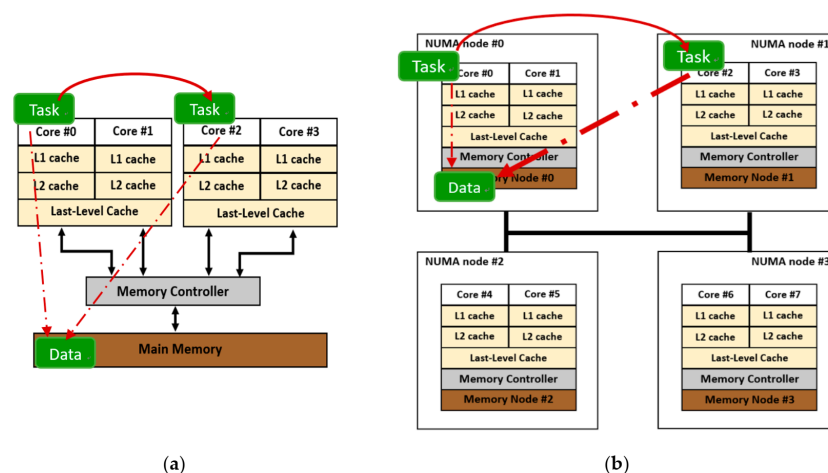 Task
Task
Core #0 Core #1 Core #2 Core #3
L1 cache L1 cache L1 cache L1 cache
L2 cache L2 cache L2 cache L2 cache
Last-Level Cache Last-Level Cache
Memory Controller
Data Main Memory
(a)
NUMA node #0
Task
Core #0 Core #1
L1 cache L1 cache
L2 cache L2 cache
Last-Level Cache
Memory Controller
Data Node #0
NUMA node #1
Task
Core #2 Core #3
L1 cache L1 cache
L2 cache L2 cache
Last-Level Cache
Memory Controller
Memory Node #1
NUMA node #2
Core #4 Core #5
L1 cache L1 cache
L2 cache L2 cache
Last-Level Cache
Memory Controller
Memory Node #2
NUMA node #3
Core #6 Core #7
L1 cache L1 cache
L2 cache L2 cache
Last-Level Cache
Memory Controller
Memory Node #3
(b)